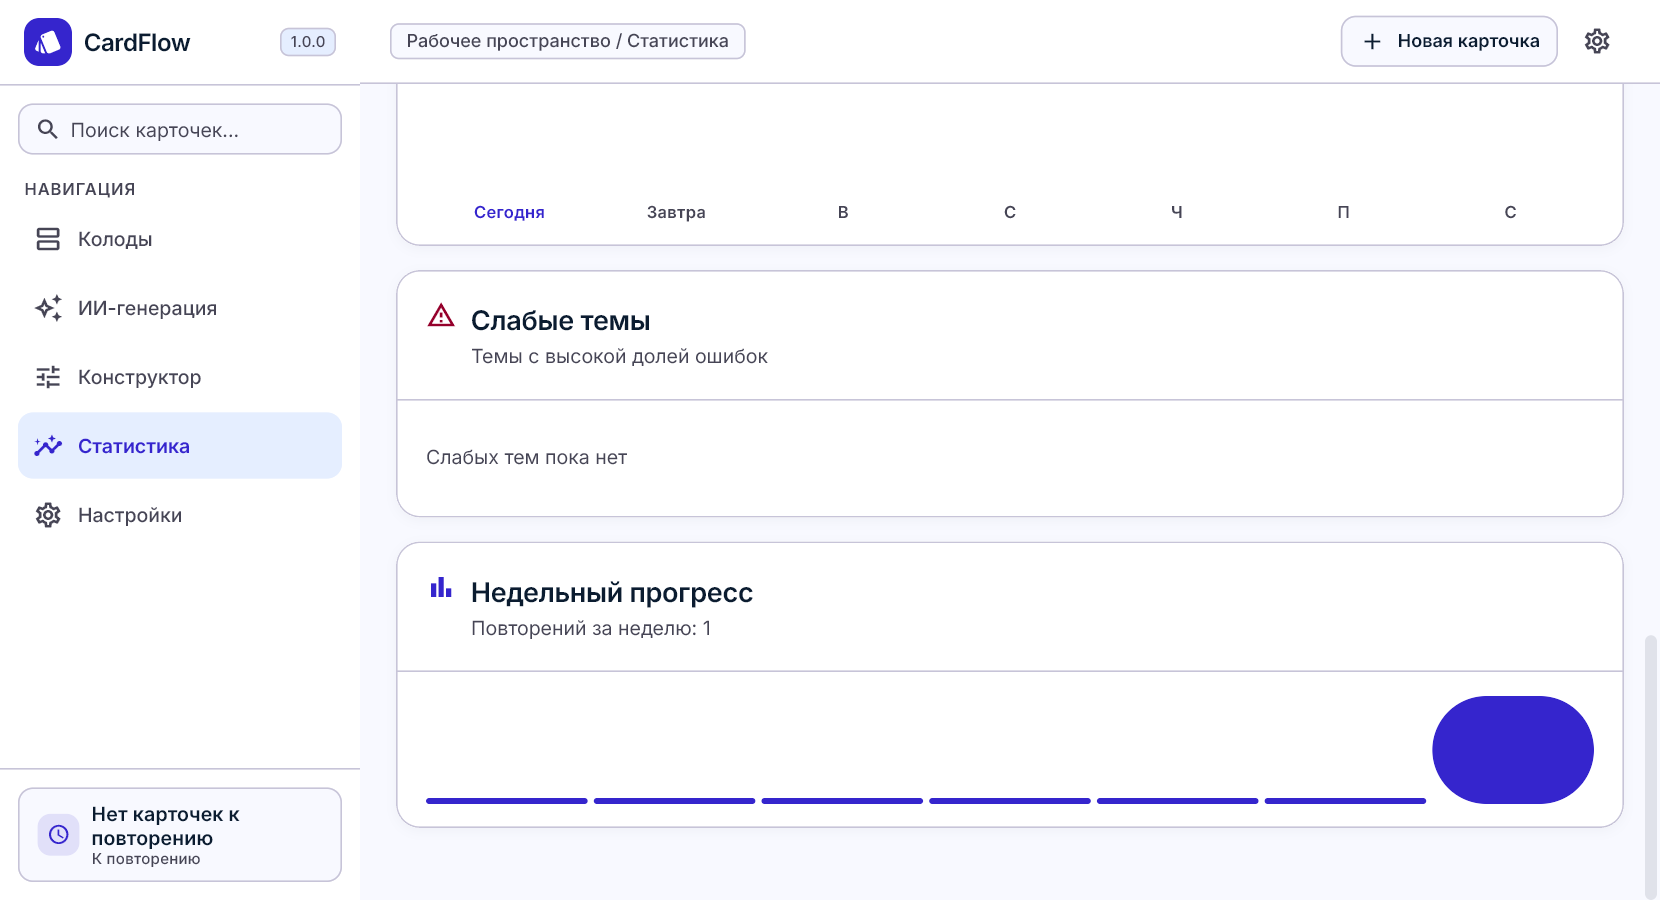 CardFlow
1.0.0
Поиск карточек...
НАВИГАЦИЯ
Колоды
ИИ-генерация
Конструктор
Статистика
Настройки
Нет карточек к
повторению
К повторению
Рабочее пространство / Статистика
Новая карточка
Сегодня Завтра В С Ч П С
Слабые темы
Темы с высокой долей ошибок
Слабых тем пока нет
Недельный прогресс
Повторений за неделю: 1